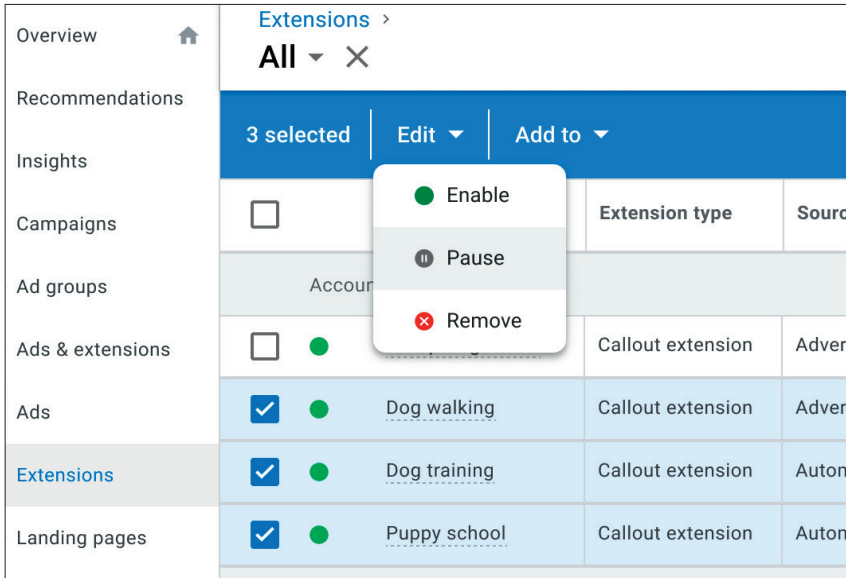 Overview
Recommendations
Insights
Campaigns
Ad groups
Ads & extensions
Ads
Extensions
Landing pages
Extensions >
All
3 selected
Edit
Add to
Enable
Pause
Remove
Extension type
Callout extension
Dog walking
Callout extension
Dog training
Callout extension
Puppy school
Callout extension